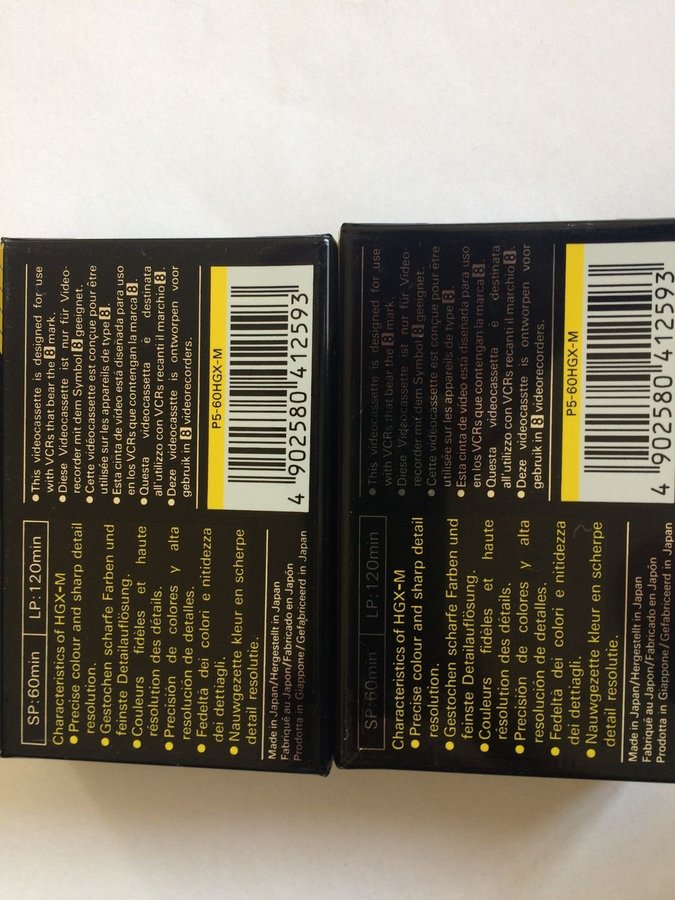 SP:60min LP:120min
Characteristics of HGX-M
● Precise colour and sharp detail
resolution.
● Gestochen scharfe Farben und
feinste Detailauflösung.
● Couleurs fidèles et haute
résolution des détails.
● Precisión de colores y alta
resolución de detalles.
● Fedeltà dei colori e nitidezza
dei dettiagli.
● Nauwgezette kleur en scherpe
detail resolutie.
Made in Japan/Hergestellt in Japan
Fabriqué au Japon/Fabricado en Japón
Prodotta in Giappone/Gefabriceerd in Japan
● This videocassette is designed for use
with VCRs that bear the 8 mark.
● Diese Videocassette ist nur für Video-
recorder mit dem Symbol 8 geeignet.
● Cette vidéocassette est conçue pour être
utilisée sur les appareils de type 8.
● Esta cinta de vídeo está diseñada para uso
en los VCR que contengan la marca 8.
● Questa videocassetta è destinata
all'utilizzo con VCRs recanti il marchio 8.
● Deze videocasstte is ontworpen voor
gebruik in 8 videorecorders.
P5-60HGX-M
4 902580 412593
SP:60min LP:120min
Characteristics of HGX-M
● Precise colour and sharp detail
resolution.
● Gestochen scharfe Farben und
feinste Detailauflösung.
● Couleurs fidèles et haute
résolution des détails.
● Precisión de colores y alta
resolución de detalles.
● Fedeltà dei colori e nitidezza
dei dettiagli.
● Nauwgezette kleur en scherpe
detail resolutie.
Made in Japan/Hergestellt in Japan
Fabriqué au Japon/Fabricado en Japón
Prodotta in Giappone/Gefabriceerd in Japan
● This videocassette is designed for use
with VCRs that bear the 8 mark.
● Diese Videocassette ist nur für Video-
recorder mit dem Symbol 8 geeignet.
● Cette vidéocassette est conçue pour être
utilisée sur les appareils de type 8.
● Esta cinta de vídeo está diseñada para uso
en los VCR que contengan la marca 8.
● Questa videocassetta è destinata
all'utilizzo con VCRs recanti il marchio 8.
● Deze videocasstte is ontworpen voor
gebruik in 8 videorecorders.
P5-60HGX-M
4 902580 412593